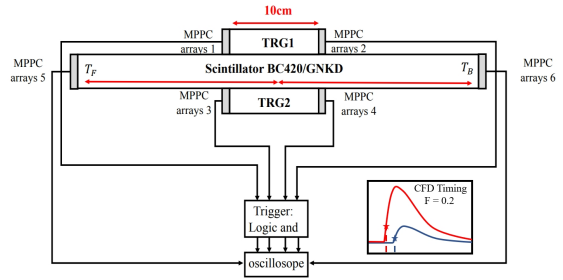 10cm
MPPC
arrays 1
TRG1
MPPC
arrays 2
MPPC
arrays 5
T_F
Scintillator BC420/GNKD
T_B
MPPC
arrays 6
MPPC
arrays 3
TRG2
MPPC
arrays 4
CFD Timing
F = 0.2
Trigger:
Logic and
oscillosope